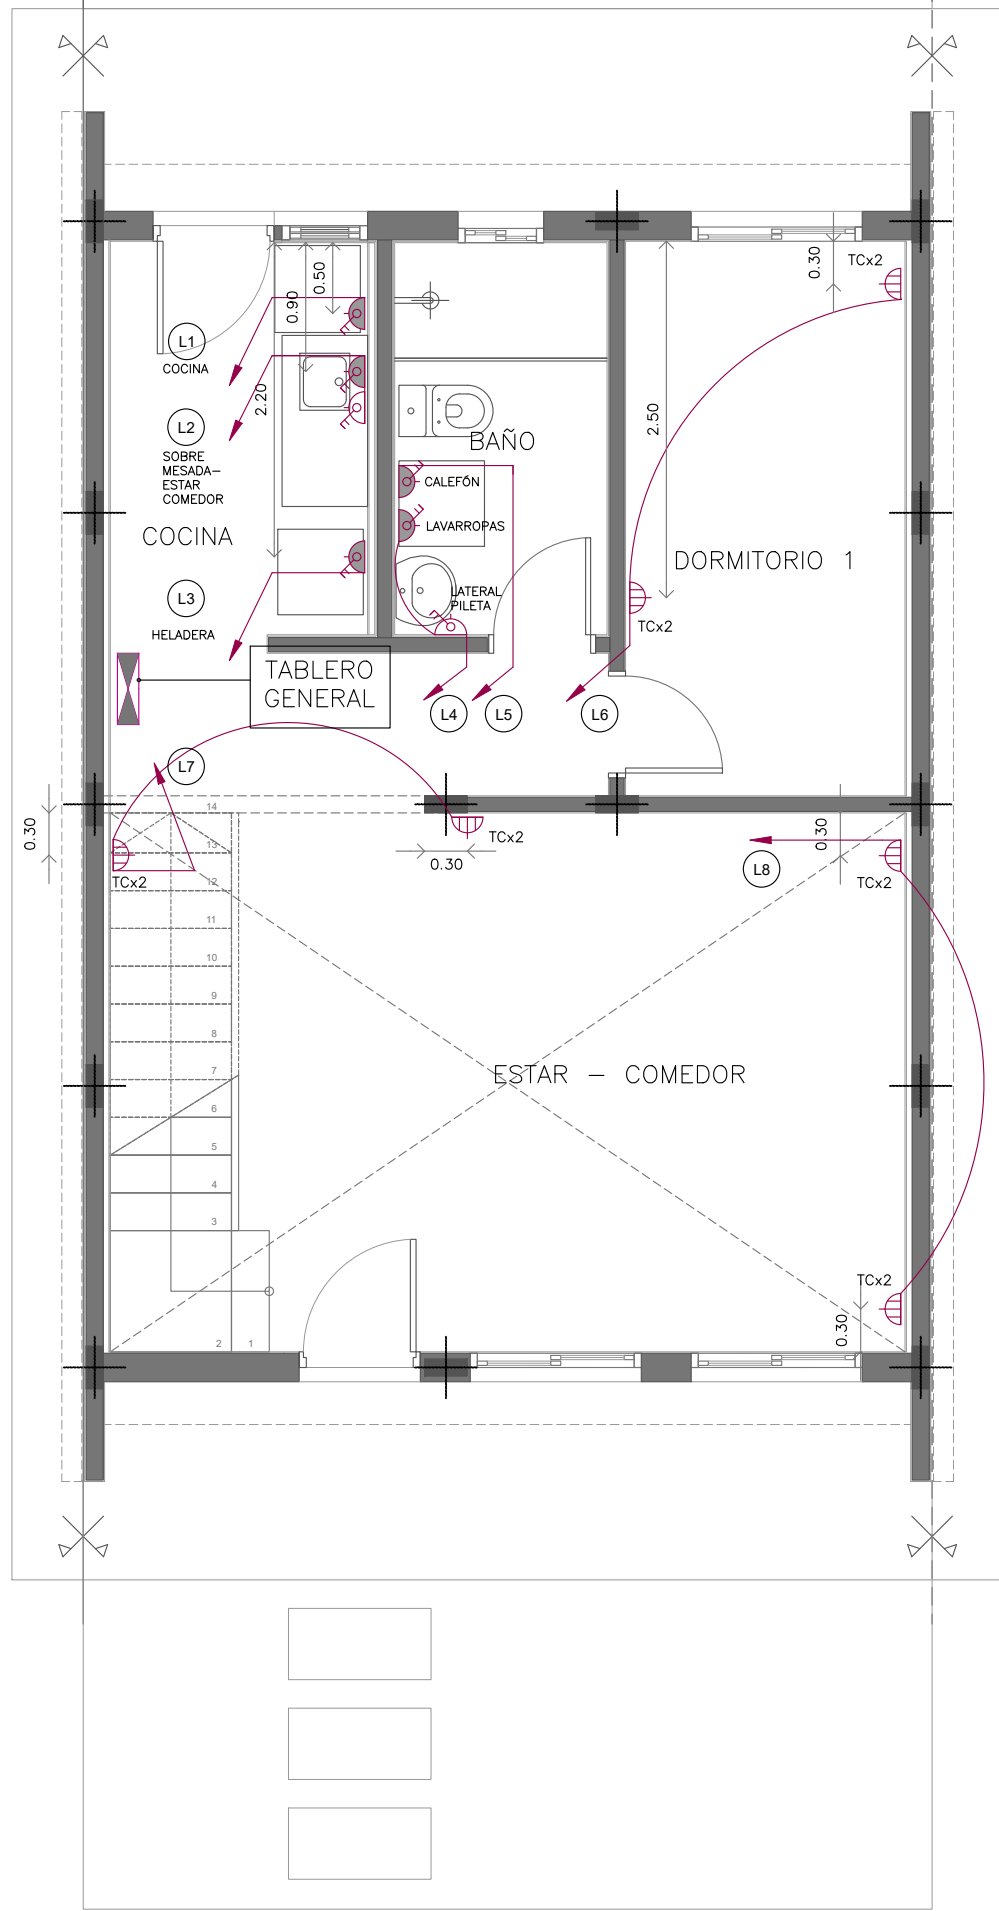 0.30
TCx2
0.50
0.90
L1
COCINA
2.20
2.50
L2
SOBRE
MESADA–
ESTAR
COMEDOR
BAÑO
CALEFÓN
LAVARROPAS
COCINA
DORMITORIO 1
L3
HELADERA
LATERAL
PILETA
TCx2
TABLERO
GENERAL
L4
L5
L6
L7
14
0.30
13
TCx2
12
TCx2
0.30
0.30
L8
TCx2
11
10
9
8
7
ESTAR – COMEDOR
6
5
4
3
TCx2
0.30
2
1